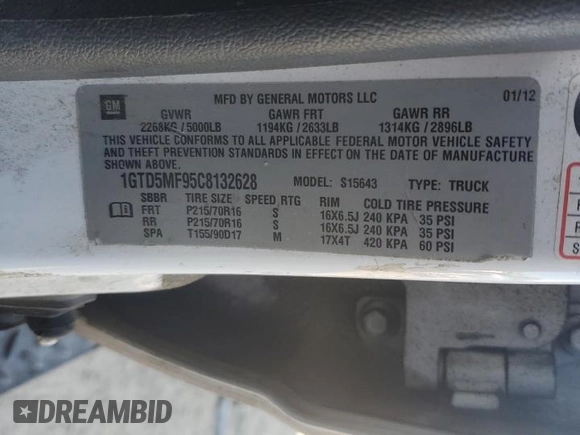 GM
MFD BY GENERAL MOTORS LLC 01/12
GVWR GAWR FRT GAWR RR
2268KG / 5000LB 1194KG / 2633LB 1314KG / 2896LB
THIS VEHICLE CONFORMS TO ALL APPLICABLE FEDERAL MOTOR VEHICLE SAFETY
AND THEFT PREVENTION STANDARDS IN EFFECT ON THE DATE OF MANUFACTURE
SHOWN ABOVE.
1GTD5MF95C8132628 MODEL: S15643 TYPE: TRUCK
SBBR TIRE SIZE SPEED RTG RIM COLD TIRE PRESSURE
FRT P215/70R16 S 16X6.5J 240 KPA 35 PSI
RR P215/70R16 S 16X6.5J 240 KPA 35 PSI
SPA T155/90D17 M 17X4T 420 KPA 60 PSI
DREAMBID